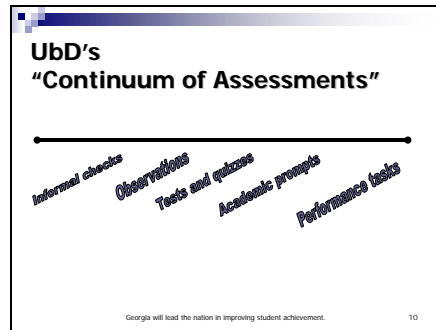 UbD's
“Continuum of Assessments”
Informal checks
Observations
Tests and quizzes
Academic prompts
Performance tasks
Georgia will lead the nation in improving student achievement.
10